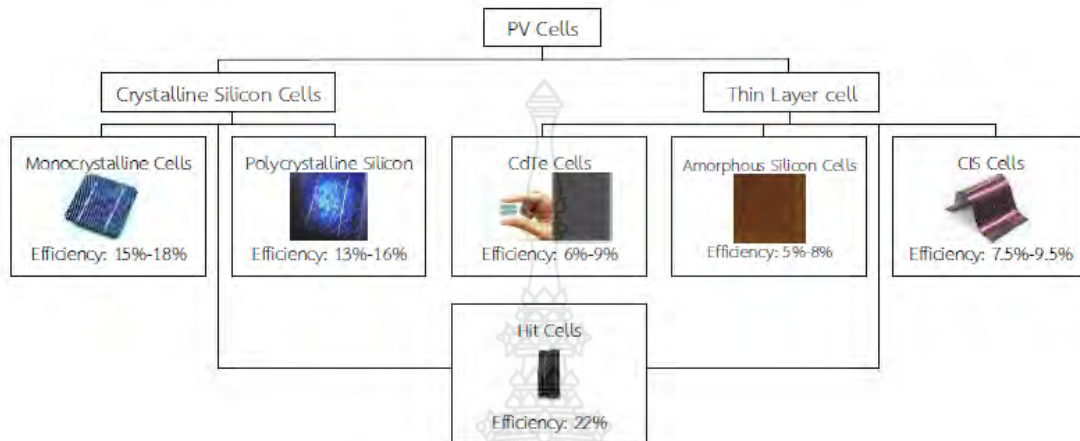 PV Cells
Crystalline Silicon Cells
Thin Layer cell
Monocrystalline Cells
Efficiency: 15%-18%
Polycrystalline Silicon
Efficiency: 13%-16%
CdTe Cells
Efficiency: 6%-9%
Amorphous Silicon Cells
Efficiency: 5%-8%
CIS Cells
Efficiency: 7.5%-9.5%
Hit Cells
Efficiency: 22%